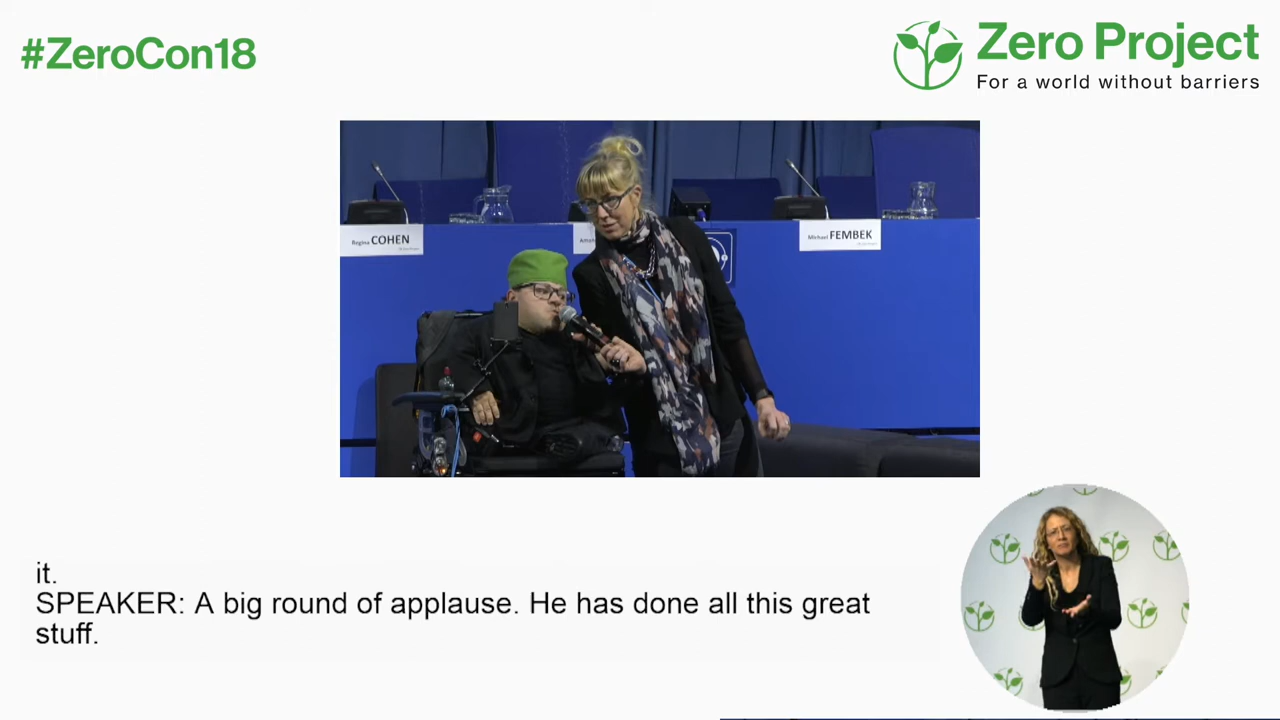 #ZeroCon18
Zero Project
For a world without barriers
Regina COHEN
Michael FEMBEK
it.
SPEAKER: A big round of applause. He has done all this great
stuff.